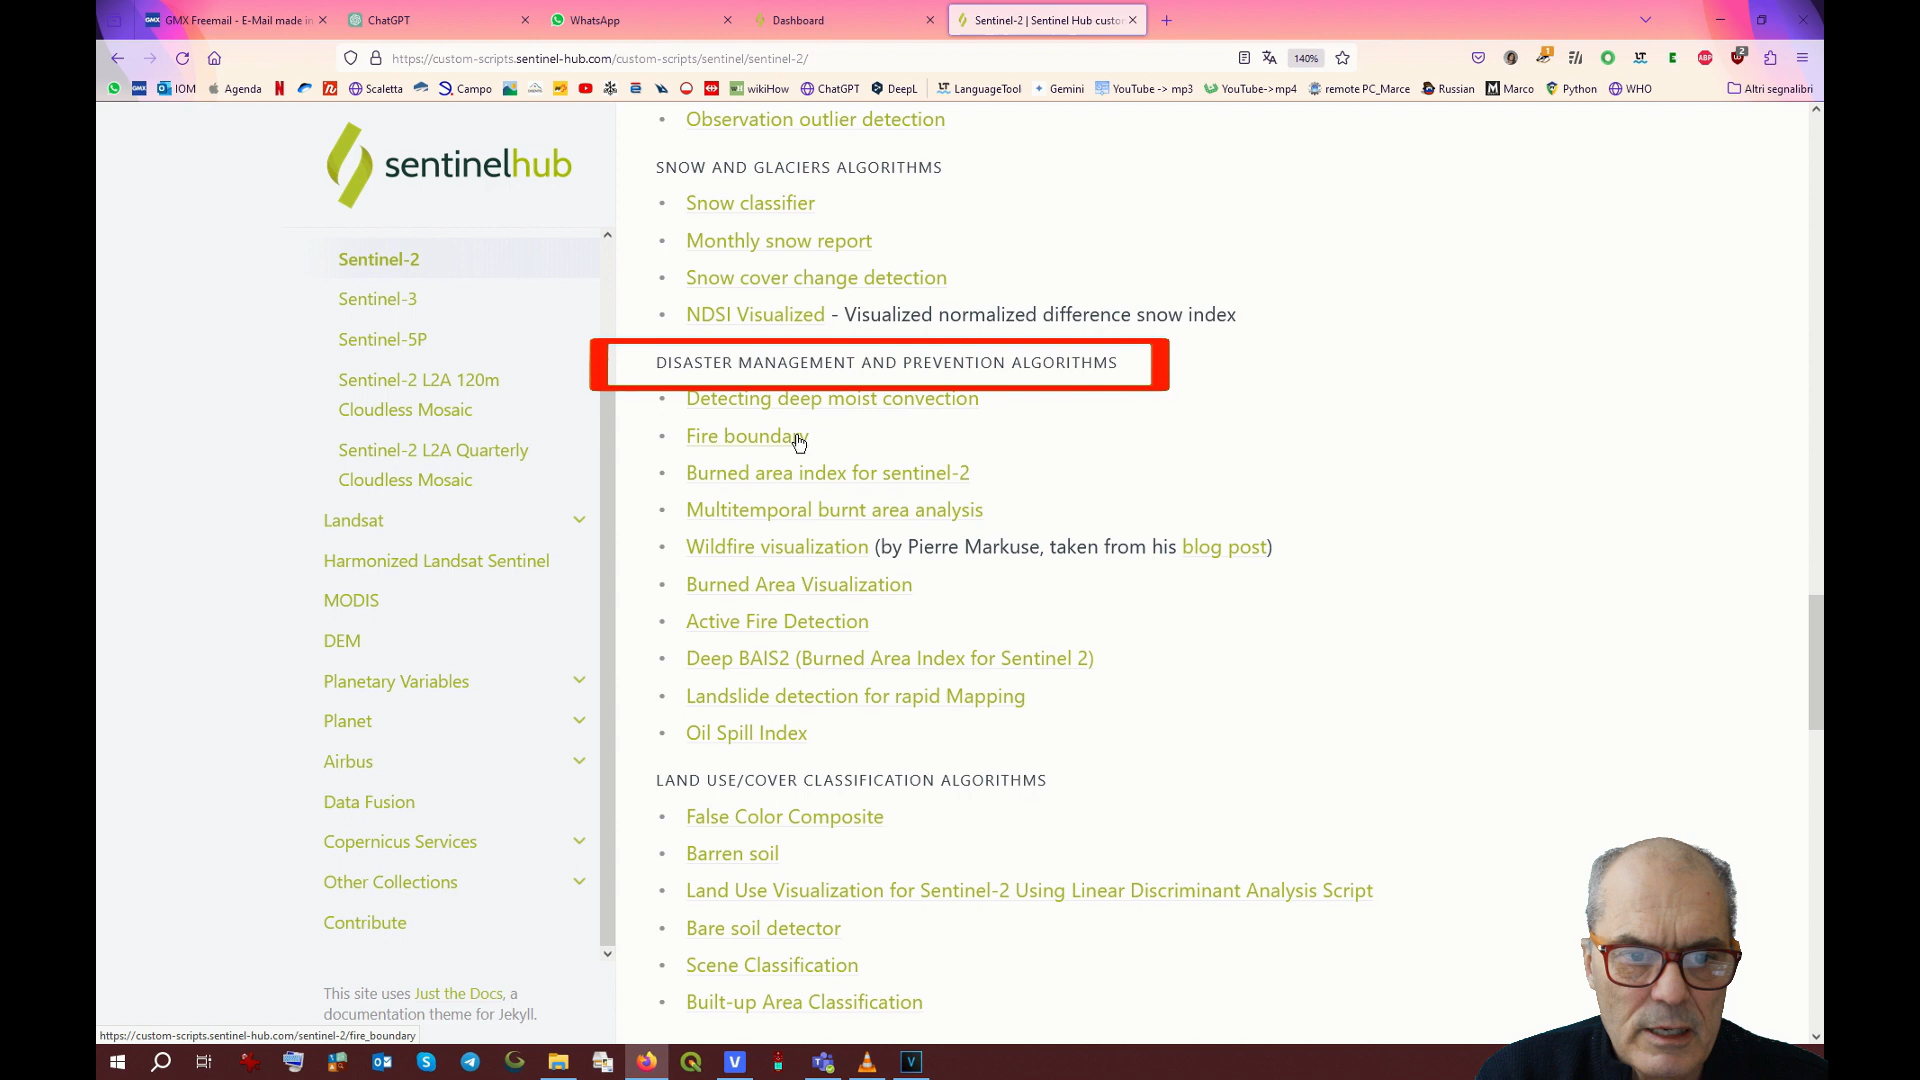 GMX Freemail - E-Mail made in
ChatGPT
WhatsApp
Dashboard
Sentinel-2 | Sentinel Hub custo
https://custom-scripts.sentinel-hub.com/custom-scripts/sentinel/sentinel-2/
140%
IOM
Agenda
Scaletta
Campo
wikiHow
ChatGPT
DeepL
LanguageTool
Gemini
YouTube -> mp3
YouTube->mp4
remote PC_Marce
Russian
Marco
Python
WHO
Altri segnalibri
sentinelhub
Sentinel-2
Sentinel-3
Sentinel-5P
Sentinel-2 L2A 120m
Cloudless Mosaic
Sentinel-2 L2A Quarterly
Cloudless Mosaic
Landsat
Harmonized Landsat Sentinel
MODIS
DEM
Planetary Variables
Planet
Airbus
Data Fusion
Copernicus Services
Other Collections
Contribute
This site uses Just the Docs, a
documentation theme for Jekyll.
Observation outlier detection
SNOW AND GLACIERS ALGORITHMS
Snow classifier
Monthly snow report
Snow cover change detection
NDSI Visualized - Visualized normalized difference snow index
DISASTER MANAGEMENT AND PREVENTION ALGORITHMS
Detecting deep moist convection
Fire boundary
Burned area index for sentinel-2
Multitemporal burnt area analysis
Wildfire visualization (by Pierre Markuse, taken from his blog post)
Burned Area Visualization
Active Fire Detection
Deep BAIS2 (Burned Area Index for Sentinel 2)
Landslide detection for rapid Mapping
Oil Spill Index
LAND USE/COVER CLASSIFICATION ALGORITHMS
False Color Composite
Barren soil
Land Use Visualization for Sentinel-2 Using Linear Discriminant Analysis Script
Bare soil detector
Scene Classification
Built-up Area Classification
https://custom-scripts.sentinel-hub.com/sentinel-2/fire_boundary